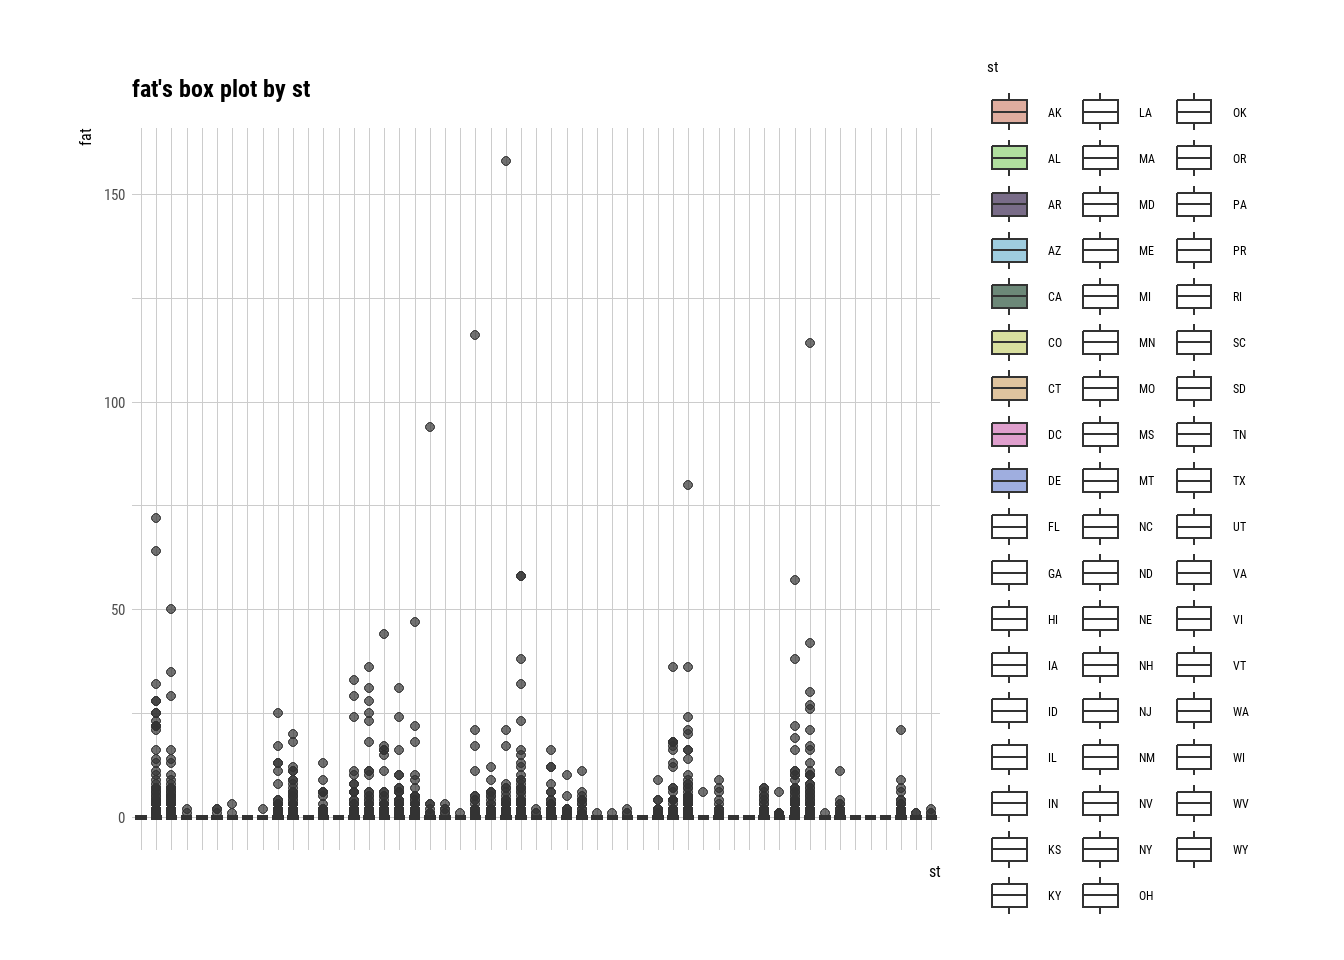 st
fat's box plot by st
AK LA OK
fat
AL MA OR
150
AR MD PA
AZ ME PR
CA MI RI
CO MN SC
CT MO SD
100
DC MS TN
DE MT TX
FL NC UT
GA ND VA
50
HI NE VI
IA NH VT
ID NJ WA
IL NM WI
IN NV WV
0
KS NY WY
st
KY OH